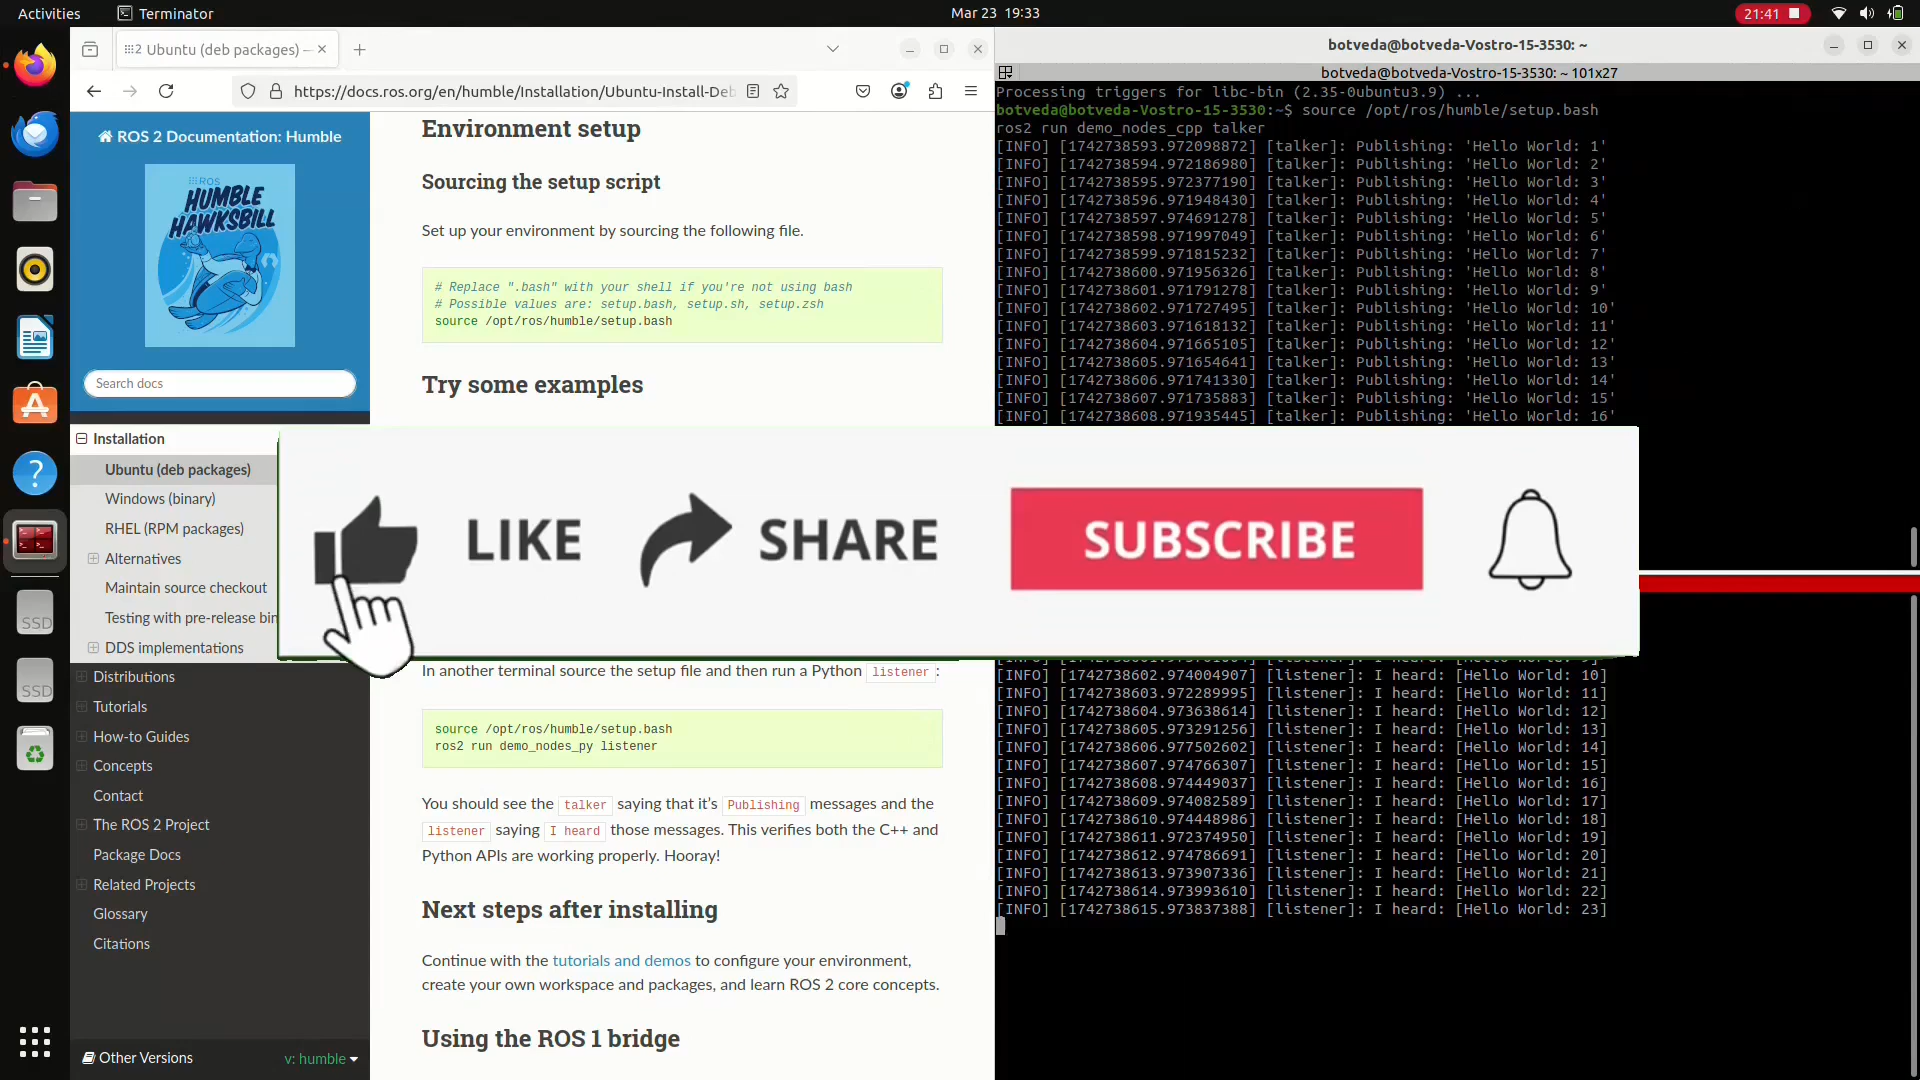 Activities
Terminator
Mar 23 19:33
21:41
Ubuntu (deb packages) —
https://docs.ros.org/en/humble/Installation/Ubuntu-Install-Deb
ROS 2 Documentation: Humble
ROS
HUMBLE
HAWKSBILL
Search docs
Installation
Ubuntu (deb packages)
Windows (binary)
RHEL (RPM packages)
Alternatives
Maintain source checkout
Testing with pre-release bin
DDS implementations
Distributions
Tutorials
How-to Guides
Concepts
Contact
The ROS 2 Project
Package Docs
Related Projects
Glossary
Citations
Other Versions
v: humble
SSD
SSD
Environment setup
Sourcing the setup script
Set up your environment by sourcing the following file.
# Replace ".bash" with your shell if you're not using bash
# Possible values are: setup.bash, setup.sh, setup.zsh
source /opt/ros/humble/setup.bash
Try some examples
LIKE
SHARE
SUBSCRIBE
In another terminal source the setup file and then run a Python listener :
source /opt/ros/humble/setup.bash
ros2 run demo_nodes_py listener
You should see the talker saying that it's Publishing messages and the
listener saying I heard those messages. This verifies both the C++ and
Python APIs are working properly. Hooray!
Next steps after installing
Continue with the tutorials and demos to configure your environment,
create your own workspace and packages, and learn ROS 2 core concepts.
Using the ROS 1 bridge
botveda@botveda-Vostro-15-3530: ~
botveda@botveda-Vostro-15-3530: ~ 101x27
Processing triggers for libc-bin (2.35-0ubuntu3.9) ...
botveda@botveda-Vostro-15-3530:~$ source /opt/ros/humble/setup.bash
ros2 run demo_nodes_cpp talker
[INFO] [1742738593.972098872] [talker]: Publishing: 'Hello World: 1'
[INFO] [1742738594.972186980] [talker]: Publishing: 'Hello World: 2'
[INFO] [1742738595.972377190] [talker]: Publishing: 'Hello World: 3'
[INFO] [1742738596.971948430] [talker]: Publishing: 'Hello World: 4'
[INFO] [1742738597.974691278] [talker]: Publishing: 'Hello World: 5'
[INFO] [1742738598.971997049] [talker]: Publishing: 'Hello World: 6'
[INFO] [1742738599.971815232] [talker]: Publishing: 'Hello World: 7'
[INFO] [1742738600.971956326] [talker]: Publishing: 'Hello World: 8'
[INFO] [1742738601.971791278] [talker]: Publishing: 'Hello World: 9'
[INFO] [1742738602.971727495] [talker]: Publishing: 'Hello World: 10'
[INFO] [1742738603.971618132] [talker]: Publishing: 'Hello World: 11'
[INFO] [1742738604.971665105] [talker]: Publishing: 'Hello World: 12'
[INFO] [1742738605.971654641] [talker]: Publishing: 'Hello World: 13'
[INFO] [1742738606.971741330] [talker]: Publishing: 'Hello World: 14'
[INFO] [1742738607.971735883] [talker]: Publishing: 'Hello World: 15'
[INFO] [1742738608.971935445] [talker]: Publishing: 'Hello World: 16'
[INFO] [1742738602.974004907] [listener]: I heard: [Hello World: 10]
[INFO] [1742738603.972289995] [listener]: I heard: [Hello World: 11]
[INFO] [1742738604.973638614] [listener]: I heard: [Hello World: 12]
[INFO] [1742738605.973291256] [listener]: I heard: [Hello World: 13]
[INFO] [1742738606.977502602] [listener]: I heard: [Hello World: 14]
[INFO] [1742738607.974766307] [listener]: I heard: [Hello World: 15]
[INFO] [1742738608.974449037] [listener]: I heard: [Hello World: 16]
[INFO] [1742738609.974082589] [listener]: I heard: [Hello World: 17]
[INFO] [1742738610.974448986] [listener]: I heard: [Hello World: 18]
[INFO] [1742738611.972374950] [listener]: I heard: [Hello World: 19]
[INFO] [1742738612.974786691] [listener]: I heard: [Hello World: 20]
[INFO] [1742738613.973907336] [listener]: I heard: [Hello World: 21]
[INFO] [1742738614.973993610] [listener]: I heard: [Hello World: 22]
[INFO] [1742738615.973837388] [listener]: I heard: [Hello World: 23]